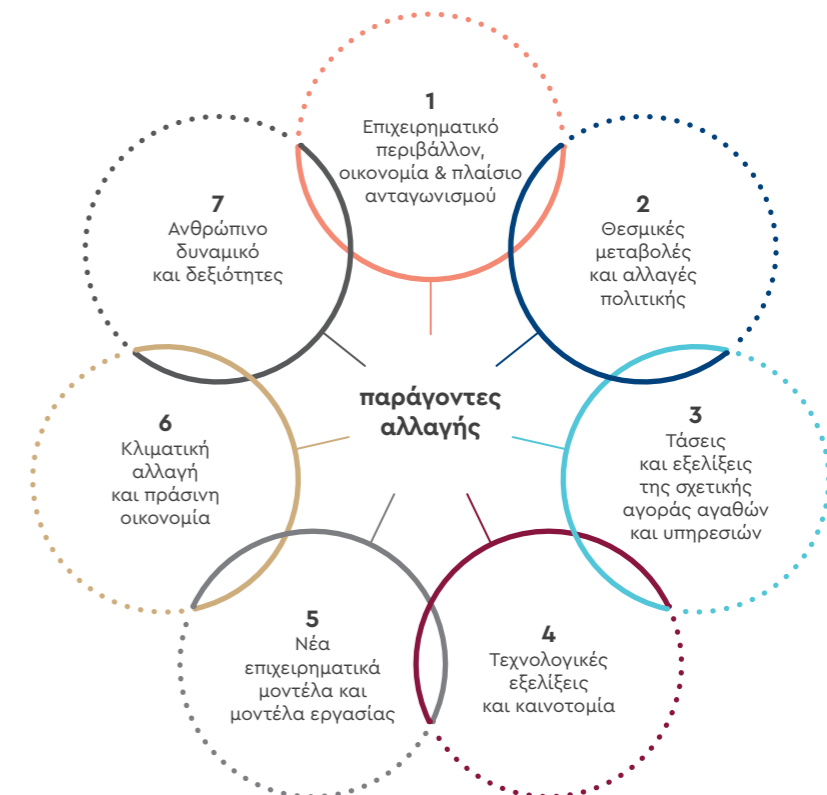 1
Επιχειρηματικό
περιβάλλον,
οικονομία & πλαίσιο
ανταγωνισμού
2
Θεσμικές
μεταβολές
και αλλαγές
πολιτικής
3
Τάσεις
και εξελίξεις
της σχετικής
αγοράς αγαθών
και υπηρεσιών
4
Τεχνολογικές
εξελίξεις
και καινοτομία
5
Νέα
επιχειρηματικά
μοντέλα και
μοντέλα εργασίας
6
Κλιματική
αλλαγή
και πράσινη
οικονομία
7
Ανθρώπινο
δυναμικό
και δεξιότητες
παράγοντες
αλλαγής